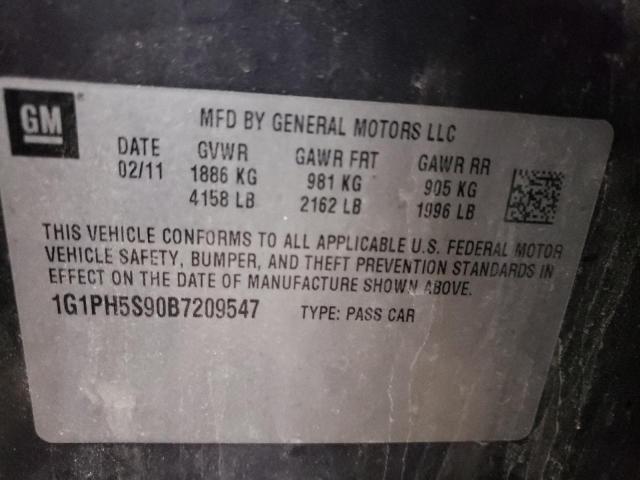 GM
MFD BY GENERAL MOTORS LLC
DATE GVWR GAWR FRT GAWR RR
02/11 1886 KG 981 KG 905 KG
4158 LB 2162 LB 1996 LB
THIS VEHICLE CONFORMS TO ALL APPLICABLE U.S. FEDERAL MOTOR
VEHICLE SAFETY, BUMPER, AND THEFT PREVENTION STANDARDS IN
EFFECT ON THE DATE OF MANUFACTURE SHOWN ABOVE.
1G1PH5S90B7209547 TYPE: PASS CAR